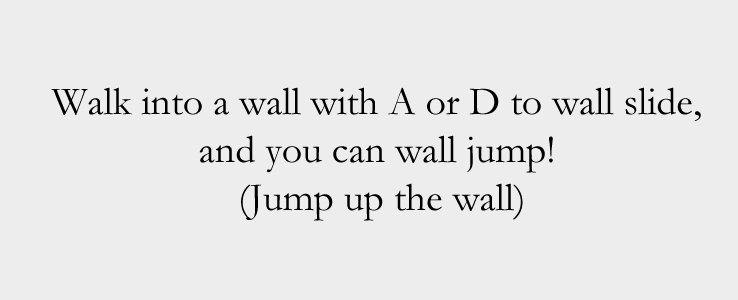 Walk into a wall with A or D to wall slide,
and you can wall jump!
(Jump up the wall)